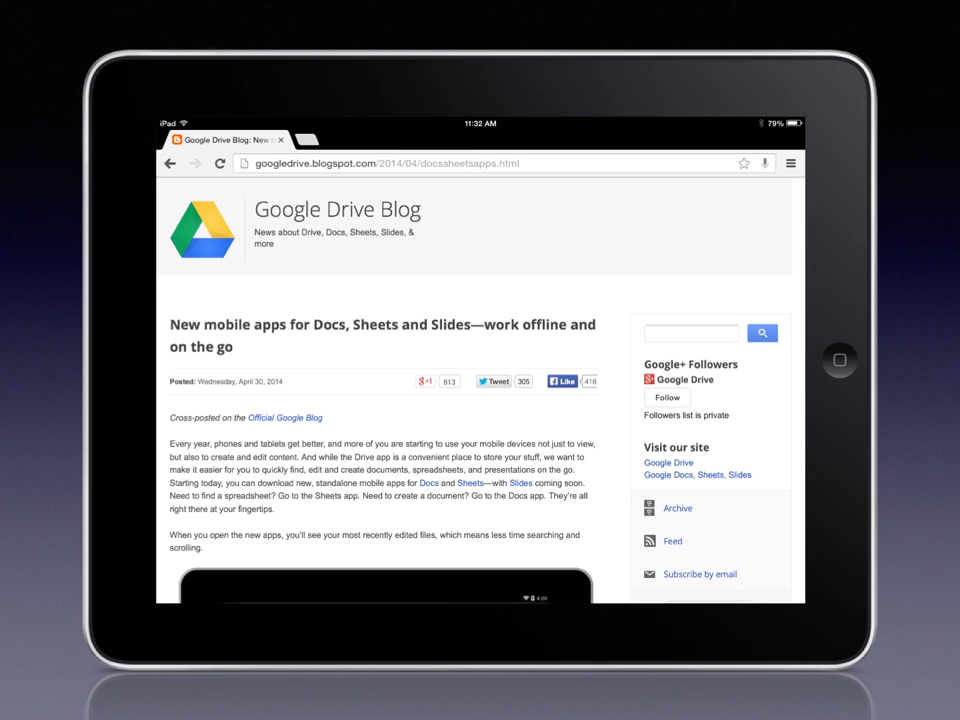 iPad 11:32 AM 79%
Google Drive Blog: New
googledrive.blogspot.com/2014/04/docssheetsapps.html
Google Drive Blog
News about Drive, Docs, Sheets, Slides, &
more
New mobile apps for Docs, Sheets and Slides—work offline and
on the go
Posted: Wednesday, April 30, 2014
+1 813 Tweet 305 Like 416
Cross-posted on the Official Google Blog
Every year, phones and tablets get better, and more of you are starting to use your mobile devices not just to view,
but also to create and edit content. And while the Drive app is a convenient place to store your stuff, we want to
make it easier for you to quickly find, edit and create documents, spreadsheets, and presentations on the go.
Starting today, you can download new, standalone mobile apps for Docs and Sheets—with Slides coming soon.
Need to find a spreadsheet? Go to the Sheets app. Need to create a document? Go to the Docs app. They're all
right there at your fingertips.
When you open the new apps, you'll see your most recently edited files, which means less time searching and
scrolling.
4:00
Google+ Followers
Google Drive
Follow
Followers list is private
Visit our site
Google Drive
Google Docs, Sheets, Slides
Archive
Feed
Subscribe by email